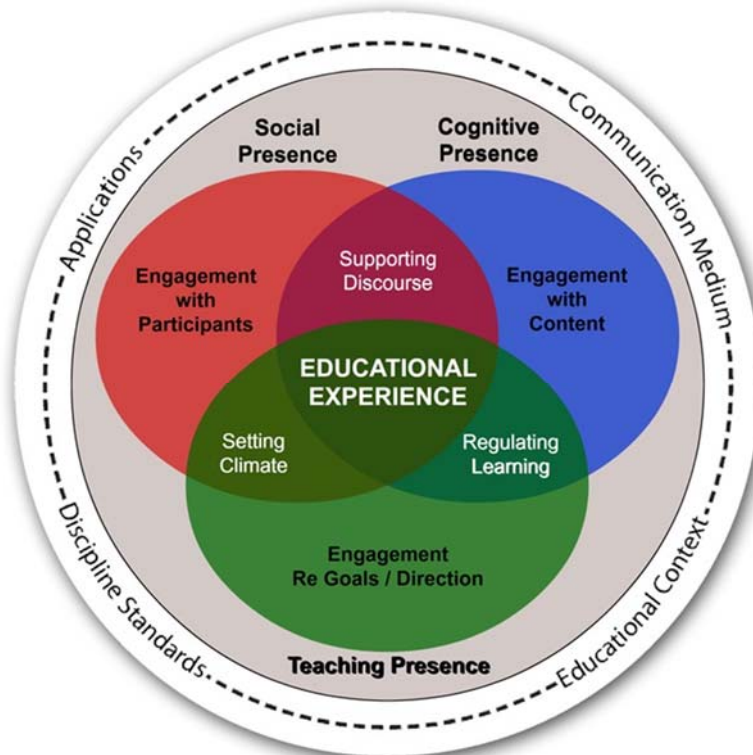 Applications
Communication Medium
Social
Presence
Cognitive
Presence
Engagement
with
Participants
Supporting
Discourse
Engagement
with
Content
EDUCATIONAL
EXPERIENCE
Setting
Climate
Regulating
Learning
Engagement
Re Goals / Direction
Teaching Presence
Discipline Standards
Educational Context